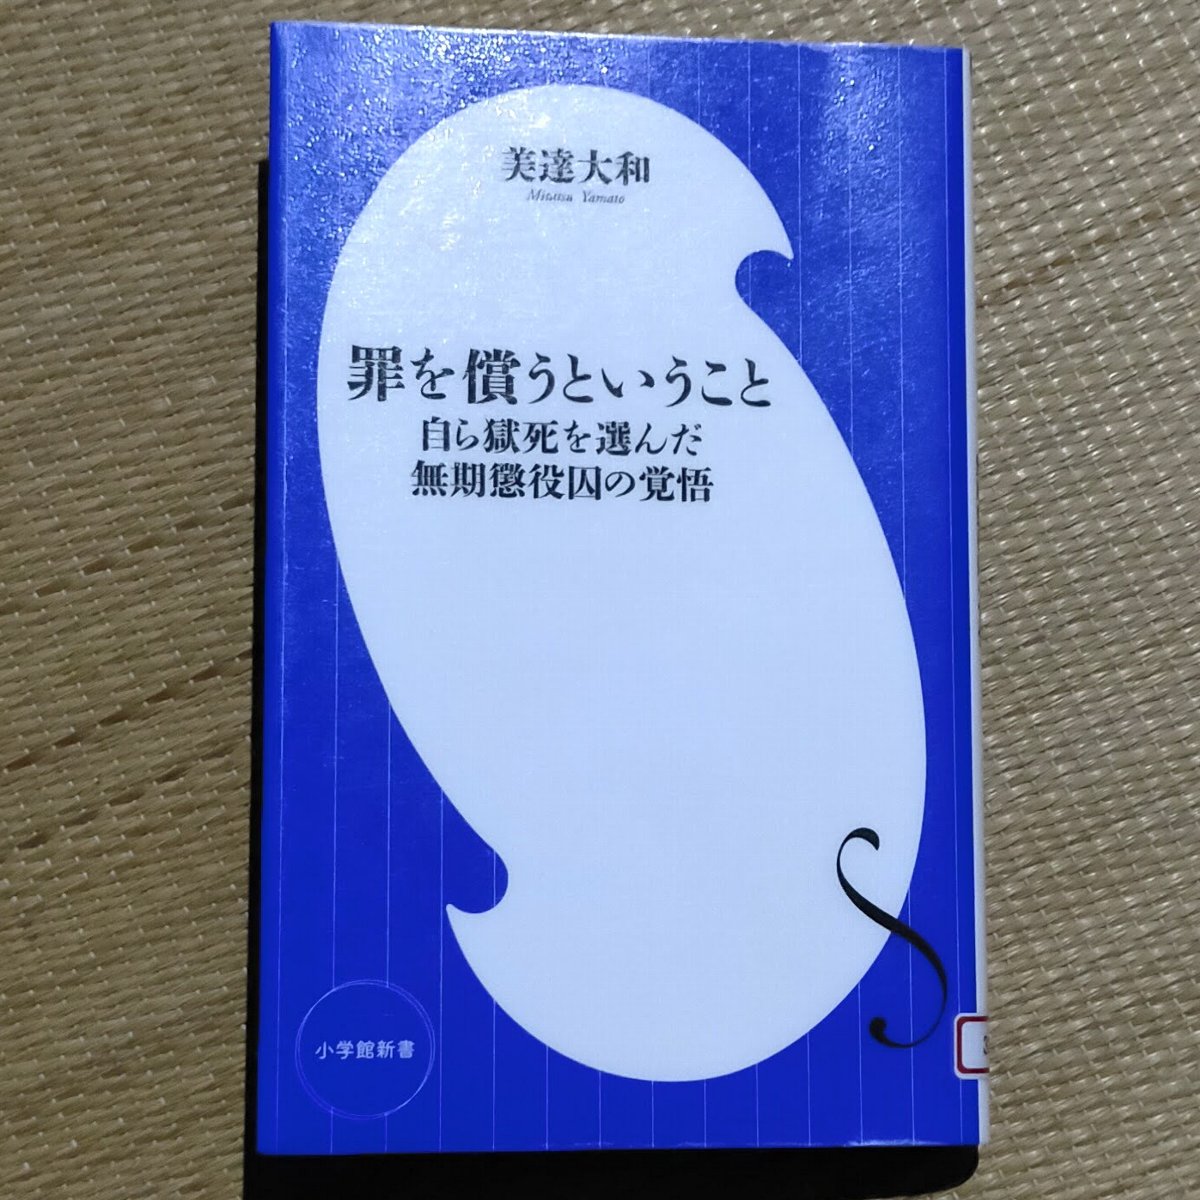 美達大和
Mitatsu Yamato
罪を償うということ
自ら獄死を選んだ
無期懲役囚の覚悟
小学館新書
3